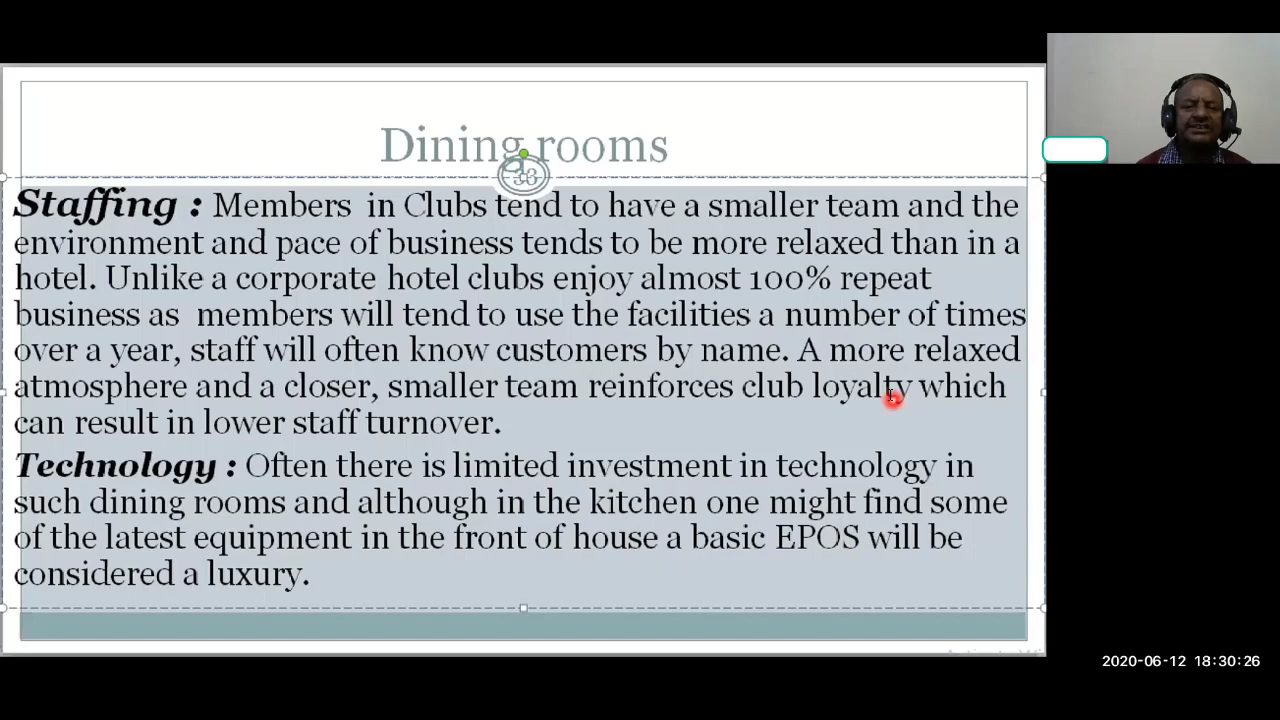 Dining rooms
33
Staffing : Members in Clubs tend to have a smaller team and the
environment and pace of business tends to be more relaxed than in a
hotel. Unlike a corporate hotel clubs enjoy almost 100% repeat
business as members will tend to use the facilities a number of times
over a year, staff will often know customers by name. A more relaxed
atmosphere and a closer, smaller team reinforces club loyalty which
can result in lower staff turnover.
Technology : Often there is limited investment in technology in
such dining rooms and although in the kitchen one might find some
of the latest equipment in the front of house a basic EPOS will be
considered a luxury.
2020-06-12 18:30:26